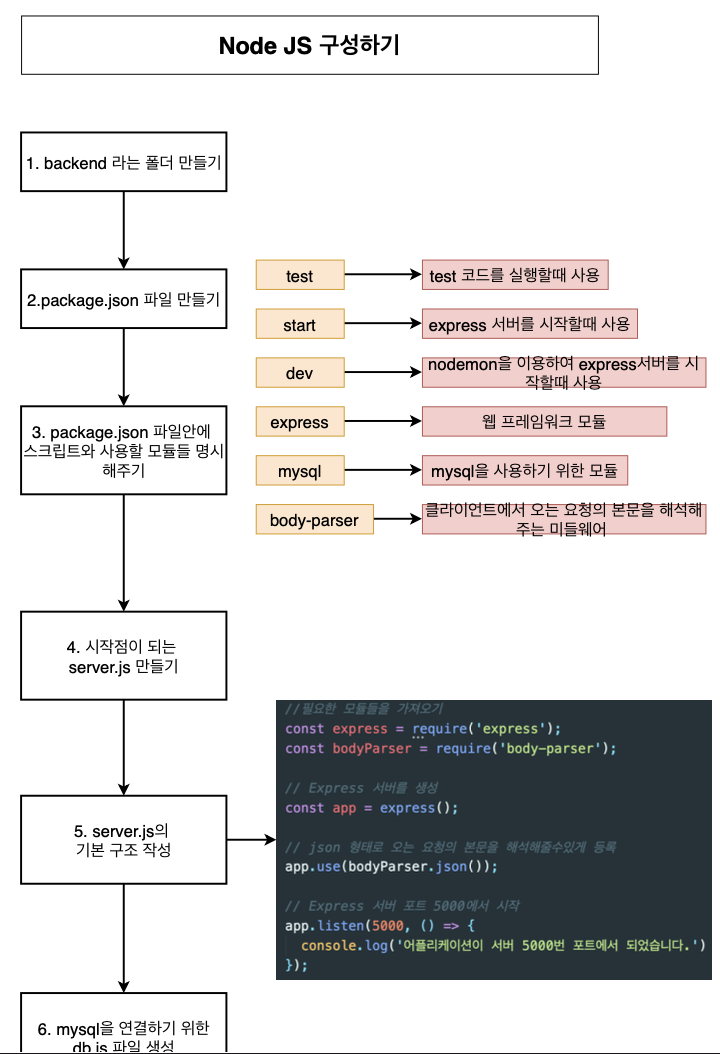 Node JS 구성하기
1. backend 라는 폴더 만들기
2.package.json 파일 만들기
3. package.json 파일안에
스크립트와 사용할 모듈들 명시
해주기
test
test 코드를 실행할때 사용
start
express 서버를 시작할때 사용
dev
nodemon을 이용하여 express서버를 시
작할때 사용
express
웹 프레임워크 모듈
mysql
mysql을 사용하기 위한 모듈
body-parser
클라이언트에서 오는 요청의 본문을 해석해
주는 미들웨어
4. 시작점이 되는
server.js 만들기
5. server.js의
기본 구조 작성
//필요한 모듈들을 가져오기
const express = require('express');
const bodyParser = require('body-parser');
// Express 서버를 생성
const app = express();
// json 형태로 오는 요청의 본문을 해석해줄수있게 등록
app.use(bodyParser.json());
// Express 서버 포트 5000에서 시작
app.listen(5000, () => {
console.log('어플리케이션이 서버 5000번 포트에서 되었습니다.')
});
6. mysql을 연결하기 위한
db.js 파일 생성